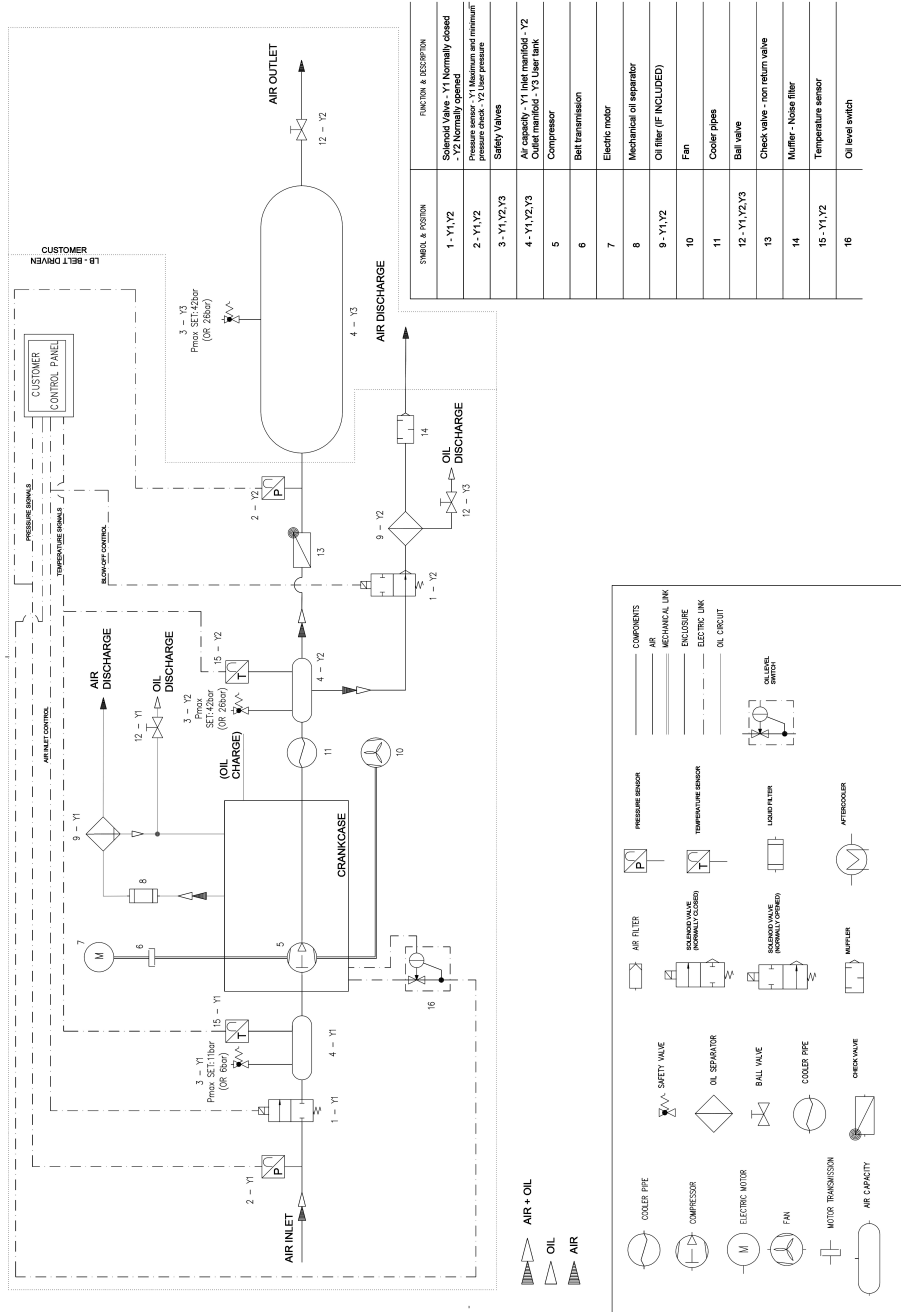 CUSTOMER
LB - BELT DRIVEN
CUSTOMER
CONTROL PANEL
PRESSURE SIGNALS
TEMPERATURE SIGNALS
BLOW-OFF CONTROL
AIR INLET CONTROL
AIR INLET
2 - Y1
1 - Y1
3 - Y1
Pmax SET:11bar
(OR 6bar)
15 - Y1
4 - Y1
P
T
16
7
M
6
5
8
9 - Y1
12 - Y1
AIR
DISCHARGE
OIL
DISCHARGE
(OIL
CHARGE)
CRANKCASE
11
10
3 - Y2
Pmax
SET:42bar
(OR 26bar)
15 - Y2
T
4 - Y2
13
2 - Y2
P
1 - Y2
9 - Y2
12 - Y3
OIL
DISCHARGE
14
AIR DISCHARGE
3 - Y3
Pmax SET:42bar
(OR 26bar)
4 - Y3
12 - Y2
AIR OUTLET
AIR + OIL
OIL
AIR
SYMBOL & POSITION FUNCTION & DESCRIPTION
1 - Y1,Y2 Solenoid Valve - Y1 Normally closed
- Y2 Normally opened
2 - Y1,Y2 Pressure sensor - Y1 Maximum and minimum
pressure check - Y2 User pressure
3 - Y1,Y2,Y3 Safety Valves
4 - Y1,Y2,Y3 Air capacity - Y1 Inlet manifold - Y2
Outlet manifold - Y3 User tank
5 Compressor
6 Belt transmission
7 Electric motor
8 Mechanical oil separator
9 - Y1,Y2 Oil filter (IF INCLUDED)
10 Fan
11 Cooler pipes
12 - Y1,Y2,Y3 Ball valve
13 Check valve - non return valve
14 Muffler - Noise filter
15 - Y1,Y2 Temperature sensor
16 Oil level switch
COOLER PIPE
COMPRESSOR
M
ELECTRIC MOTOR
FAN
MOTOR TRANSMISSION
AIR CAPACITY
SAFETY VALVE
OIL SEPARATOR
BALL VALVE
COOLER PIPE
CHECK VALVE
AIR FILTER
SOLENOID VALVE
(NORMALLY CLOSED)
SOLENOID VALVE
(NORMALLY OPENED)
MUFFLER
P
PRESSURE SENSOR
T
TEMPERATURE SENSOR
LIQUID FILTER
AFTERCOOLER
COMPONENTS
AIR
MECHANICAL LINK
ENCLOSURE
ELECTRIC LINK
OIL CIRCUIT
OIL LEVEL
SWITCH